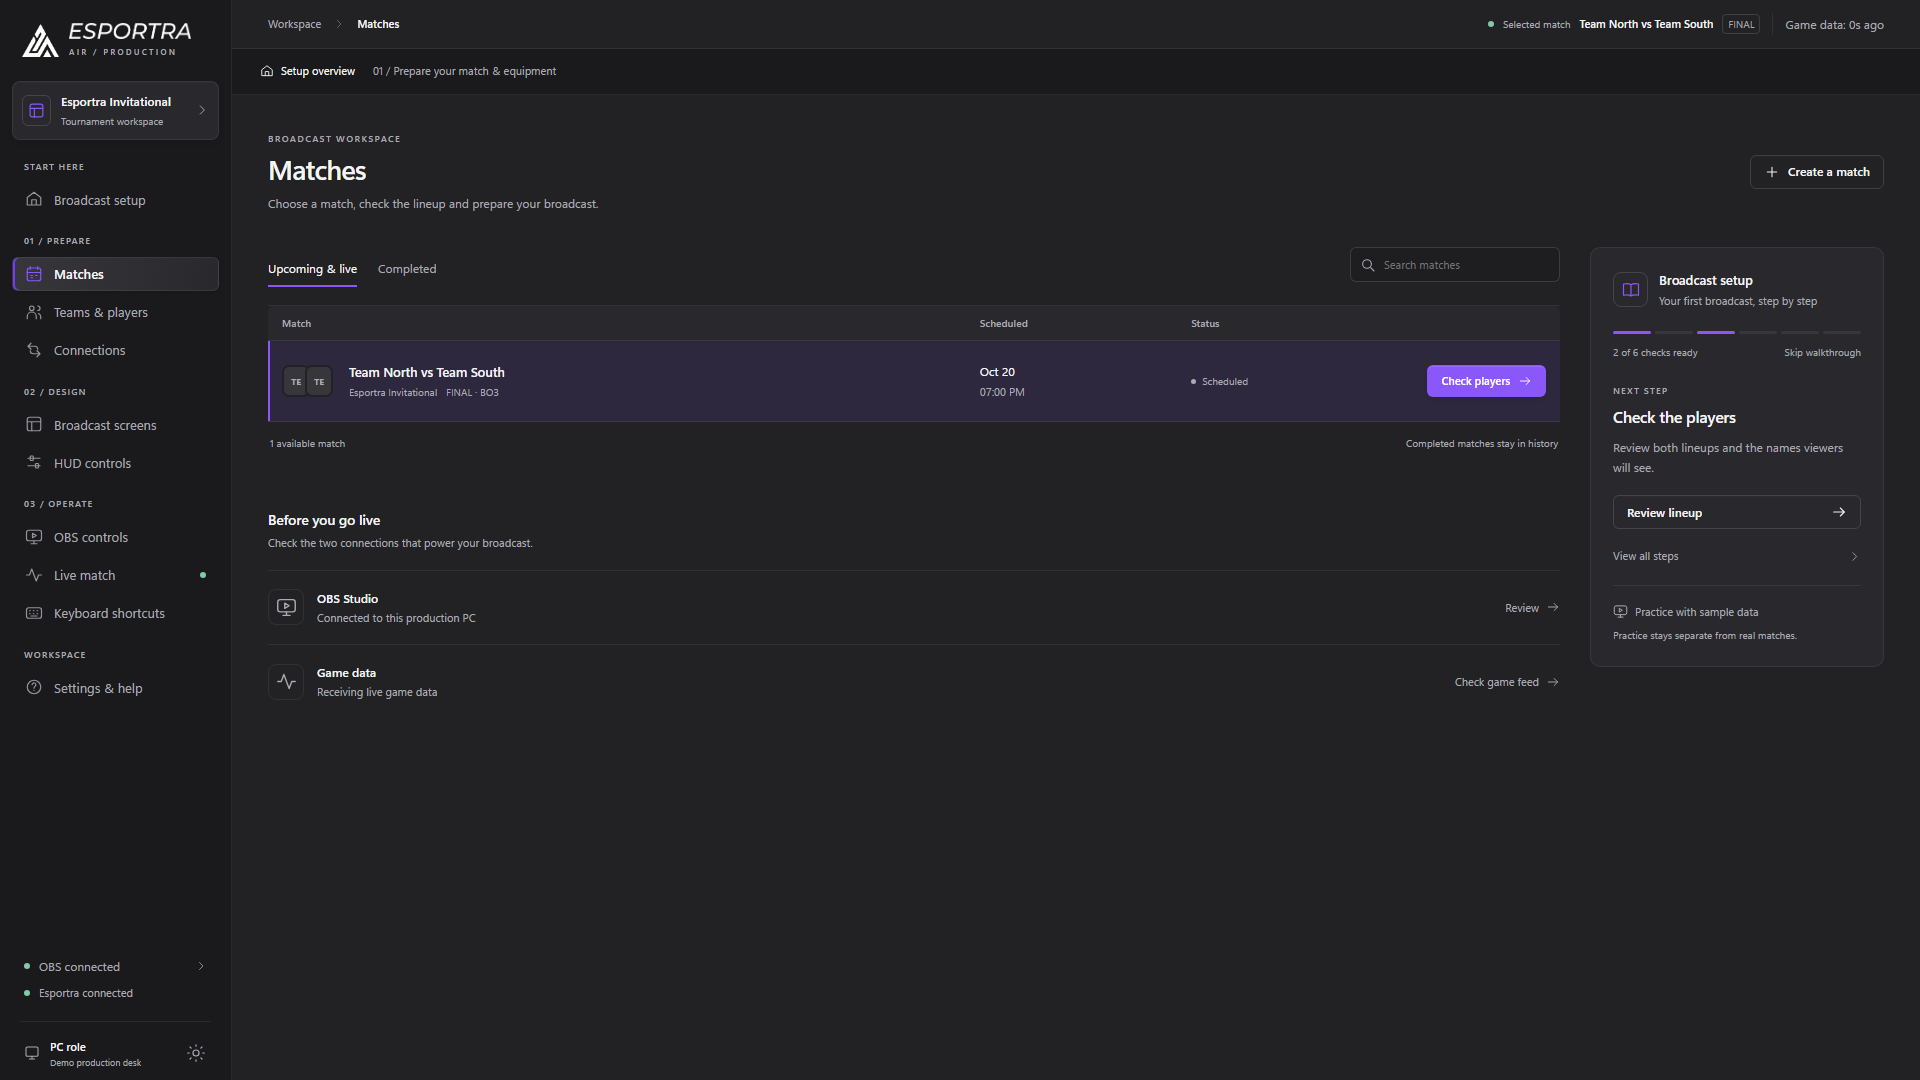 ESPORTRA
AIR / PRODUCTION
Esportra Invitational
Tournament workspace
START HERE
Broadcast setup
01 / PREPARE
Matches
Teams & players
Connections
02 / DESIGN
Broadcast screens
HUD controls
03 / OPERATE
OBS controls
Live match
Keyboard shortcuts
WORKSPACE
Settings & help
OBS connected
Esportra connected
PC role
Demo production desk
Workspace Matches
Selected match Team North vs Team South FINAL Game data: 0s ago
Setup overview 01 / Prepare your match & equipment
BROADCAST WORKSPACE
Matches
Choose a match, check the lineup and prepare your broadcast.
Create a match
Upcoming & live Completed
Search matches
Match Scheduled Status
TE TE
Team North vs Team South
Esportra Invitational FINAL · BO3
Oct 20
07:00 PM
Scheduled
Check players
1 available match
Completed matches stay in history
Before you go live
Check the two connections that power your broadcast.
OBS Studio
Connected to this production PC
Review
Game data
Receiving live game data
Check game feed
Broadcast setup
Your first broadcast, step by step
2 of 6 checks ready Skip walkthrough
NEXT STEP
Check the players
Review both lineups and the names viewers
will see.
Review lineup
View all steps
Practice with sample data
Practice stays separate from real matches.